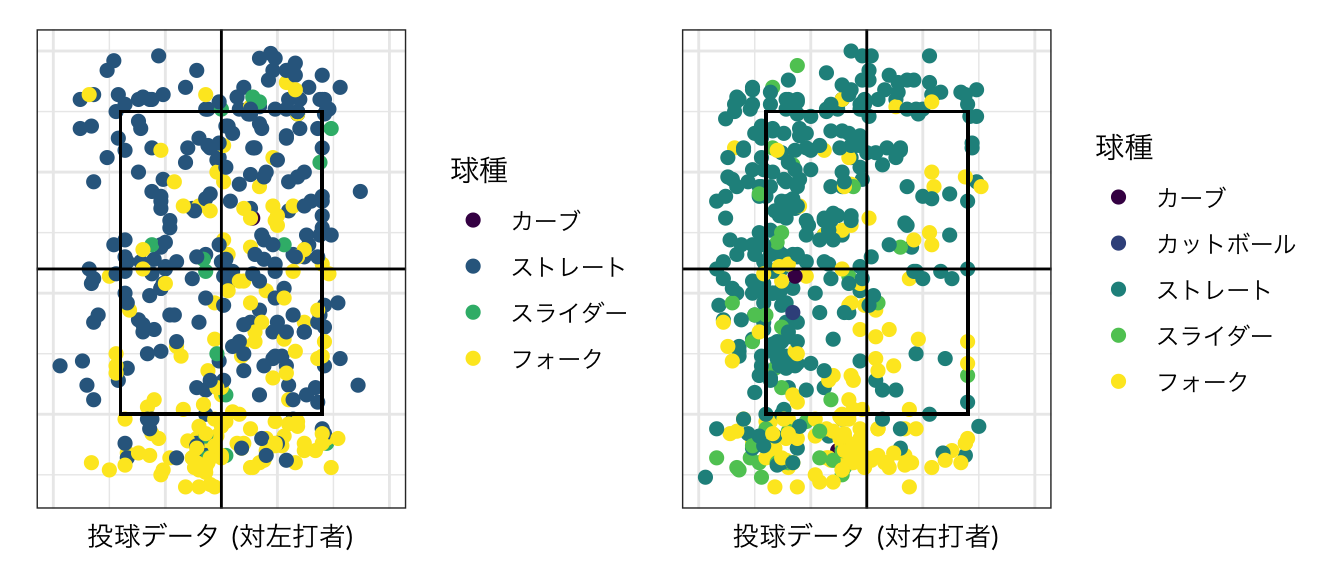 球種
カーブ
ストレート
スライダー
フォーク
投球データ (対左打者)
球種
カーブ
カットボール
ストレート
スライダー
フォーク
投球データ (対右打者)